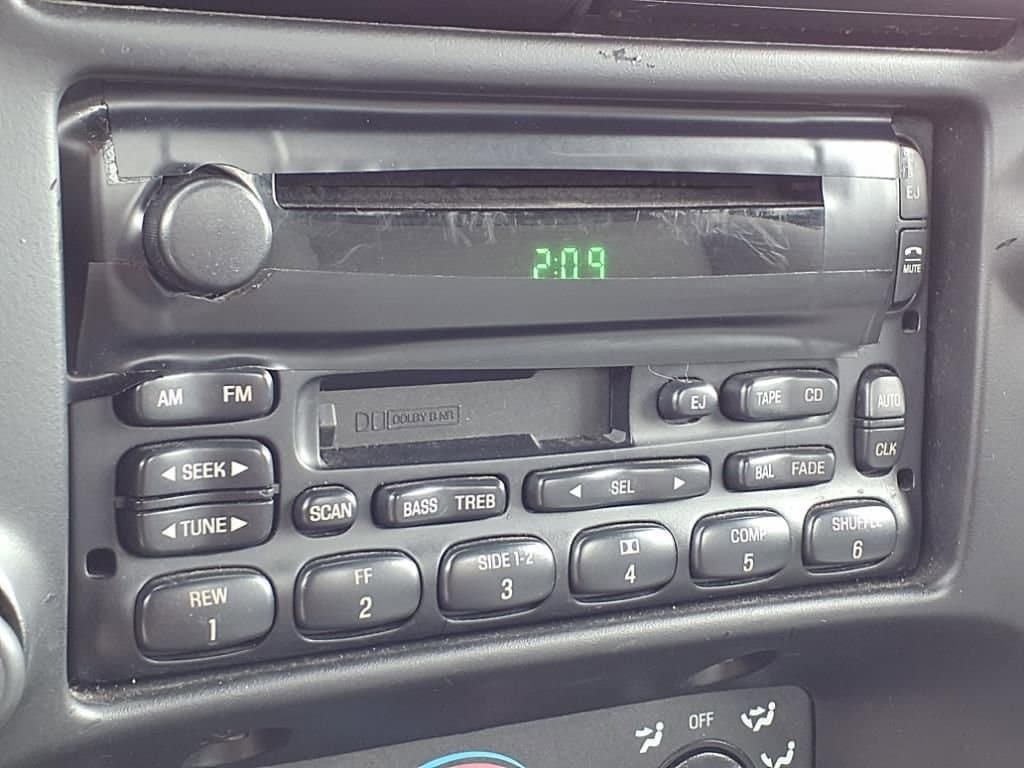 EJ
2:09
MUTE
AM FM
DOLBY B NR
EJ
TAPE CD
AUTO
SEEK
CLK
SCAN
BASS TREB
SEL
BAL FADE
TUNE
REW
1
FF
2
SIDE 1-2
3
4
COMP
5
SHUFFLE
6
OFF